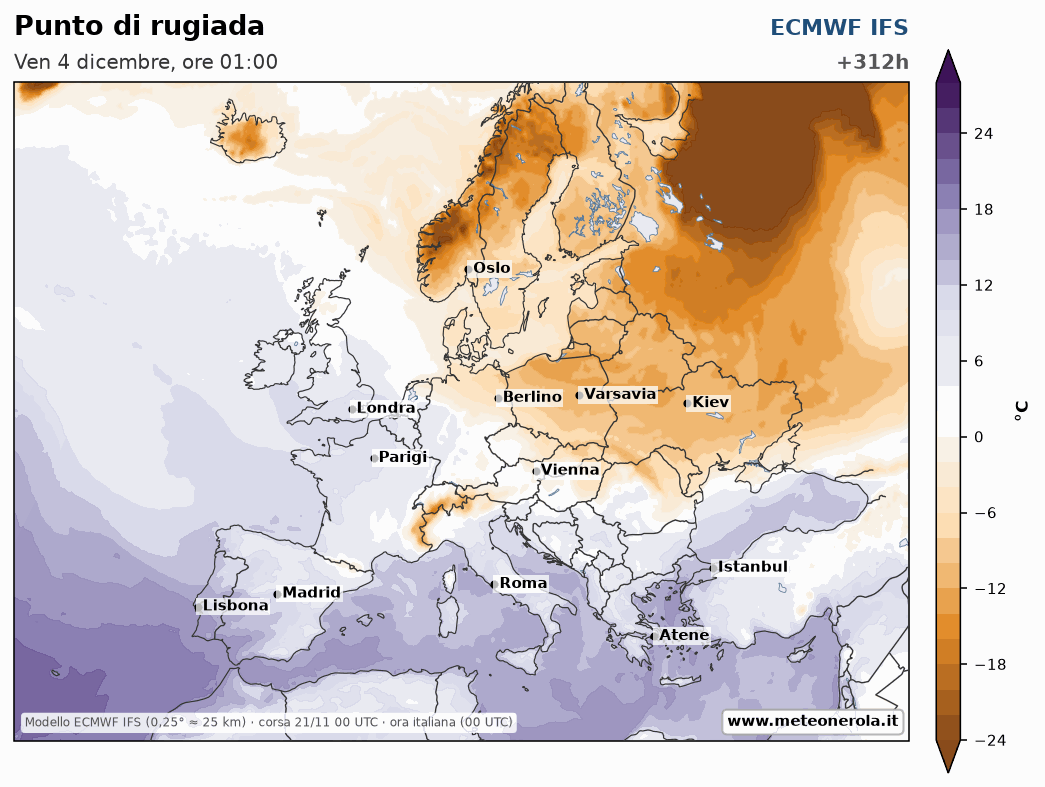 Punto di rugiada
ECMWF IFS
Ven 4 dicembre, ore 01:00
+312h
Oslo
Berlino
Varsavia
Kiev
Londra
Parigi
Vienna
Istanbul
Roma
Madrid
Lisbona
Atene
Modello ECMWF IFS (0,25° ≈ 25 km) · corsa 21/11 00 UTC · ora italiana (00 UTC)
www.meteonerola.it
24
18
12
6
0
−6
−12
−18
−24
°C